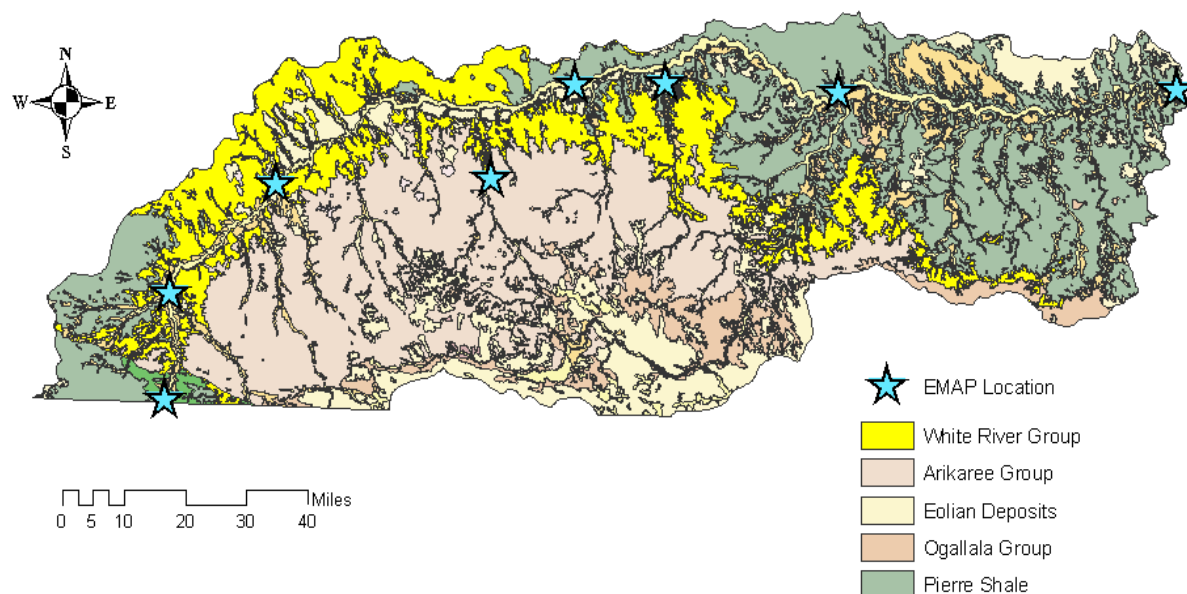 N
W E
S
EMAP Location
White River Group
Arikaree Group
Eolian Deposits
Ogallala Group
Pierre Shale
Miles
0 5 10 20 30 40